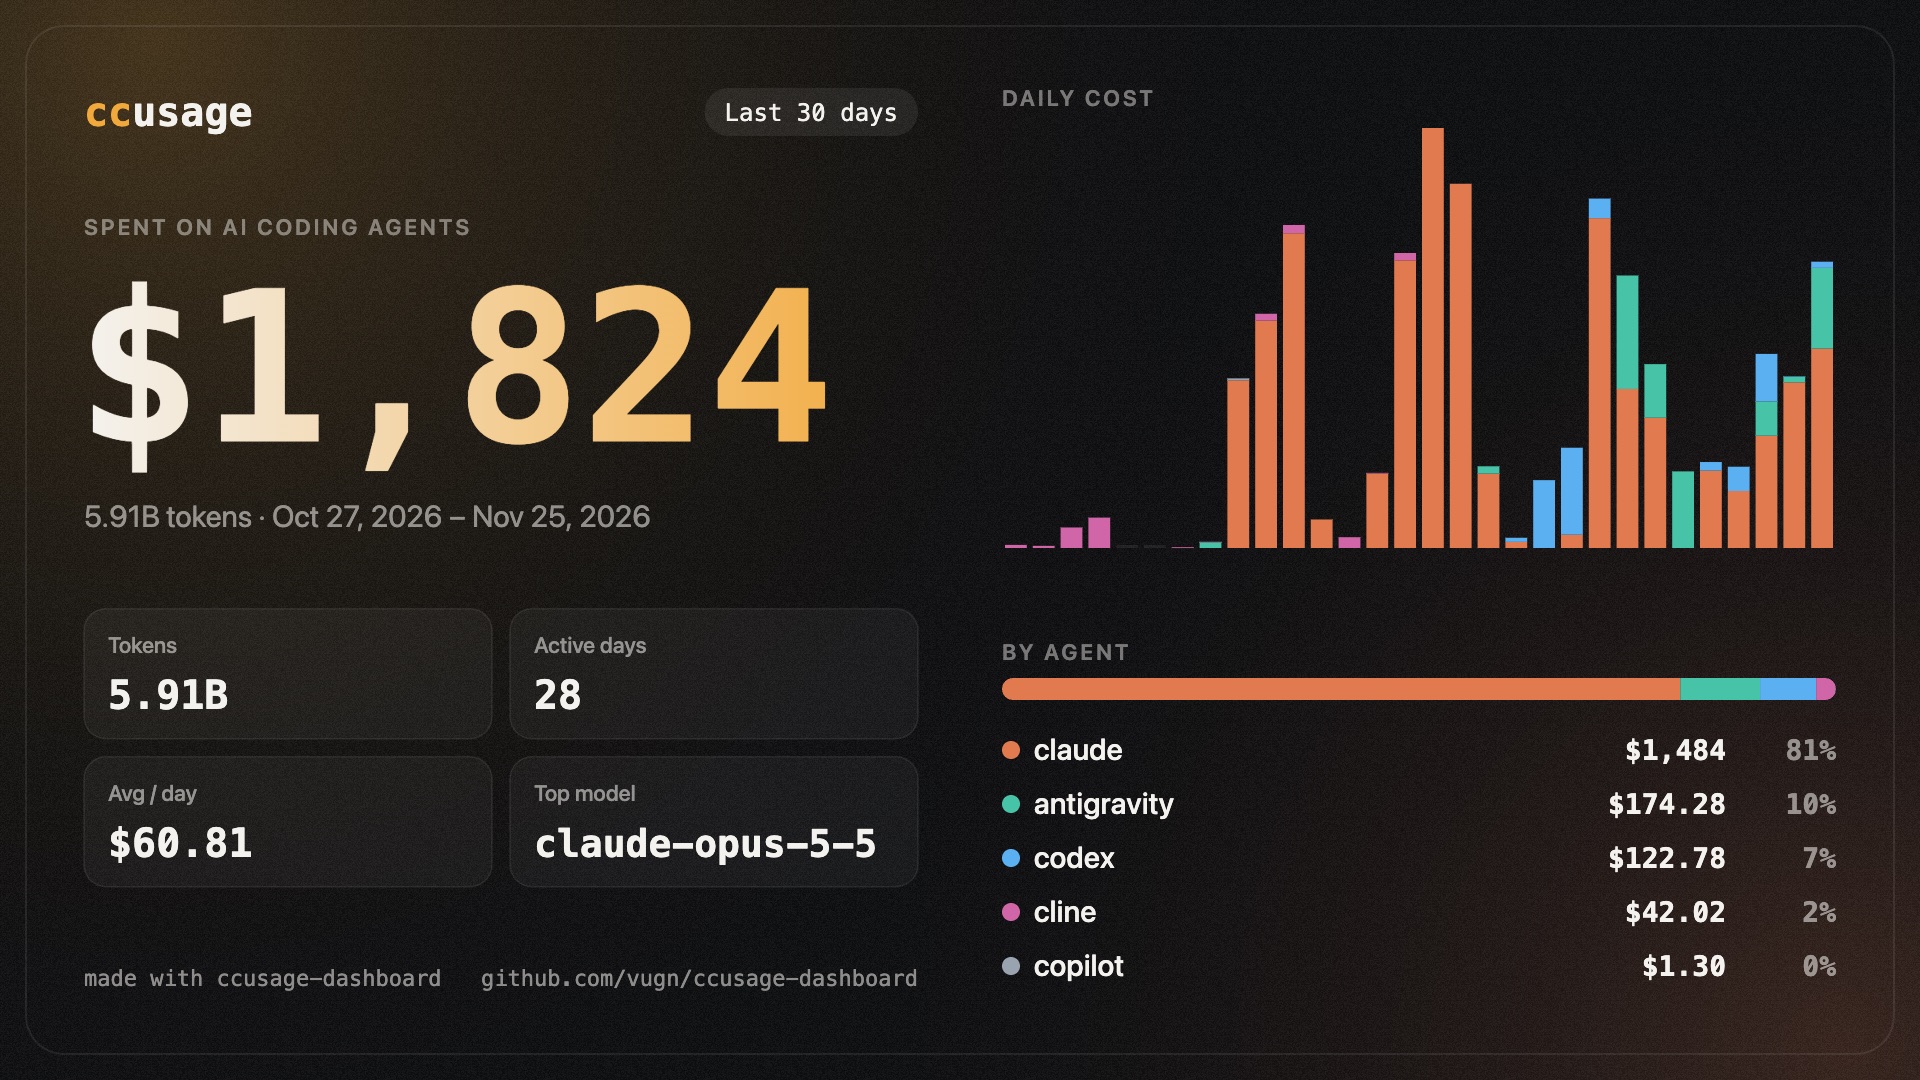 ccusage
Last 30 days
SPENT ON AI CODING AGENTS
$1,824
5.91B tokens · Oct 27, 2026 – Nov 25, 2026
Tokens
5.91B
Active days
28
Avg / day
$60.81
Top model
claude-opus-5-5
made with ccusage-dashboard
github.com/vugn/ccusage-dashboard
DAILY COST
BY AGENT
claude $1,484 81%
antigravity $174.28 10%
codex $122.78 7%
cline $42.02 2%
copilot $1.30 0%